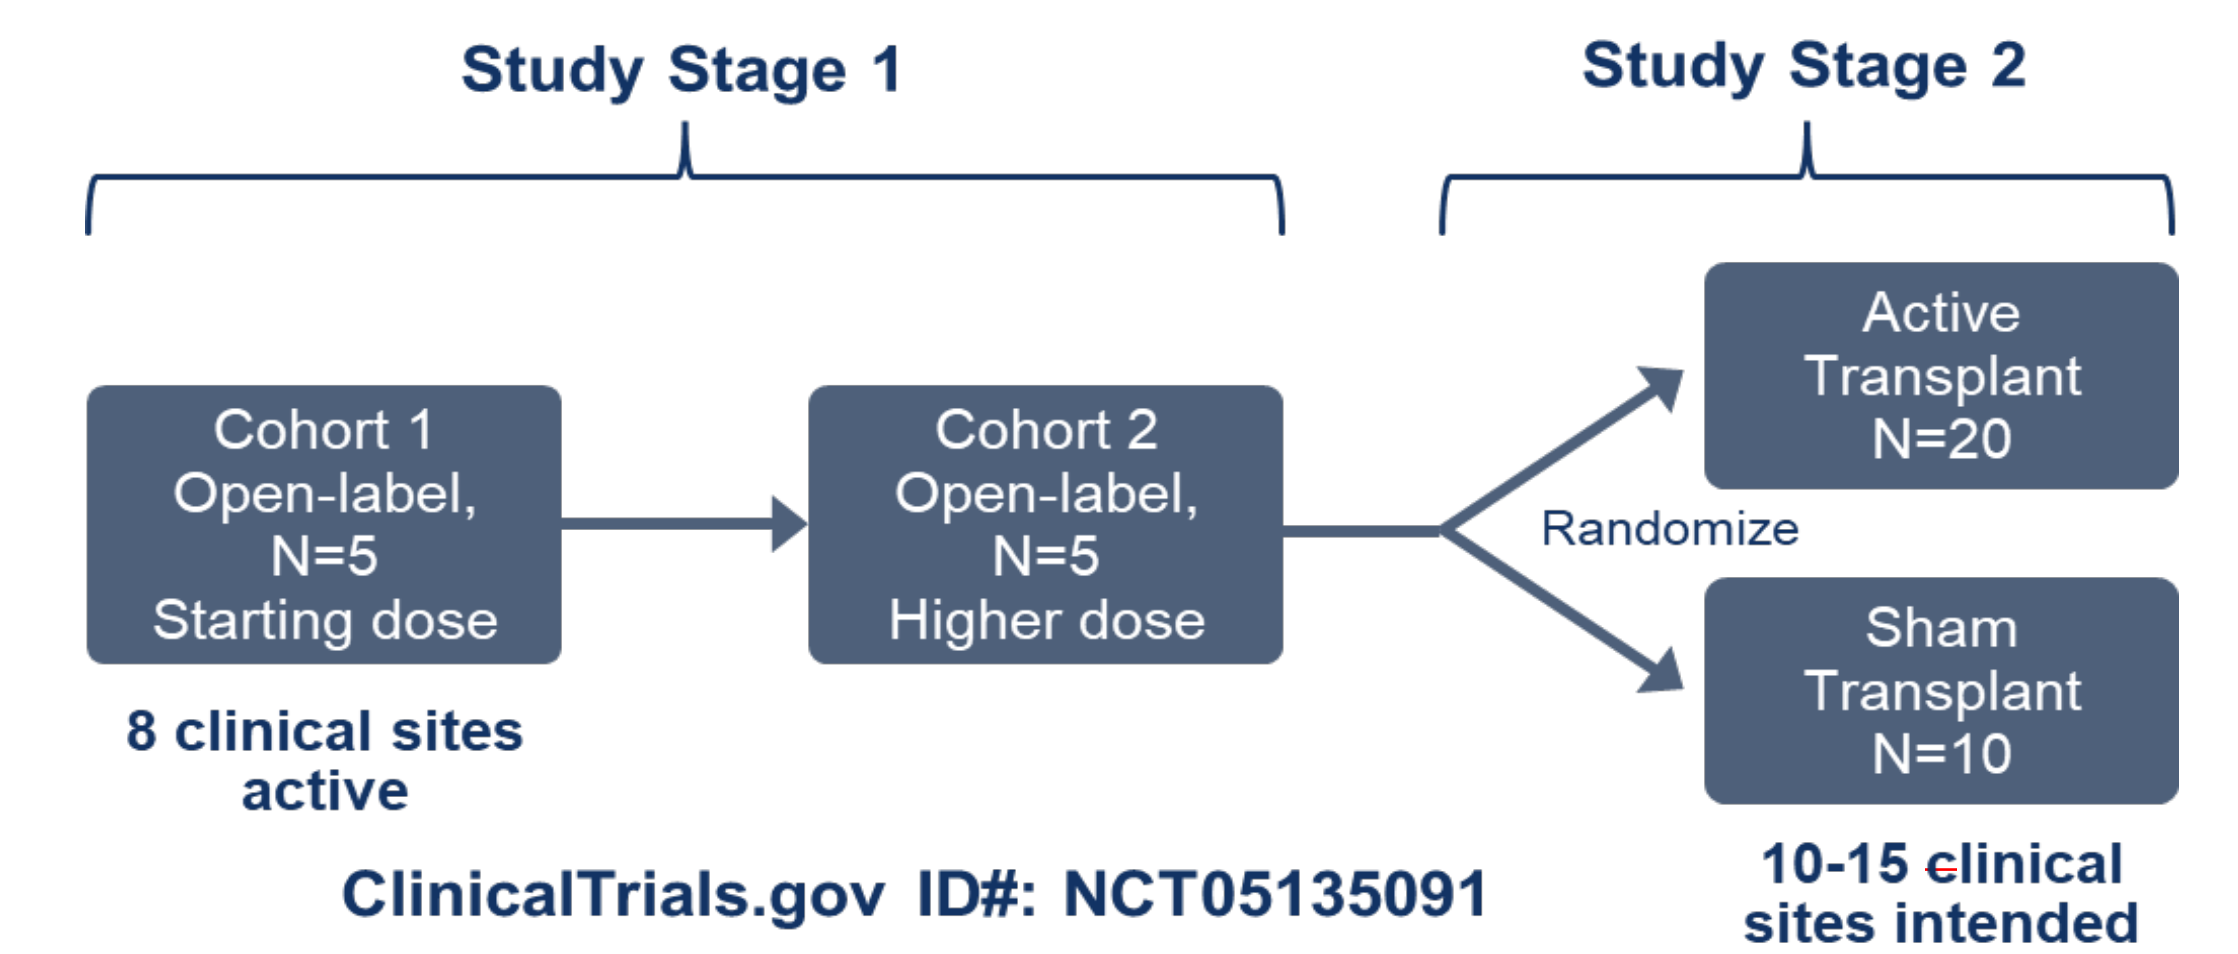 Study Stage 1
Study Stage 2
Cohort 1
Open-label,
N=5
Starting dose
8 clinical sites
active
Cohort 2
Open-label,
N=5
Higher dose
Randomize
Active
Transplant
N=20
Sham
Transplant
N=10
10-15 clinical
sites intended
ClinicalTrials.gov ID#: NCT05135091